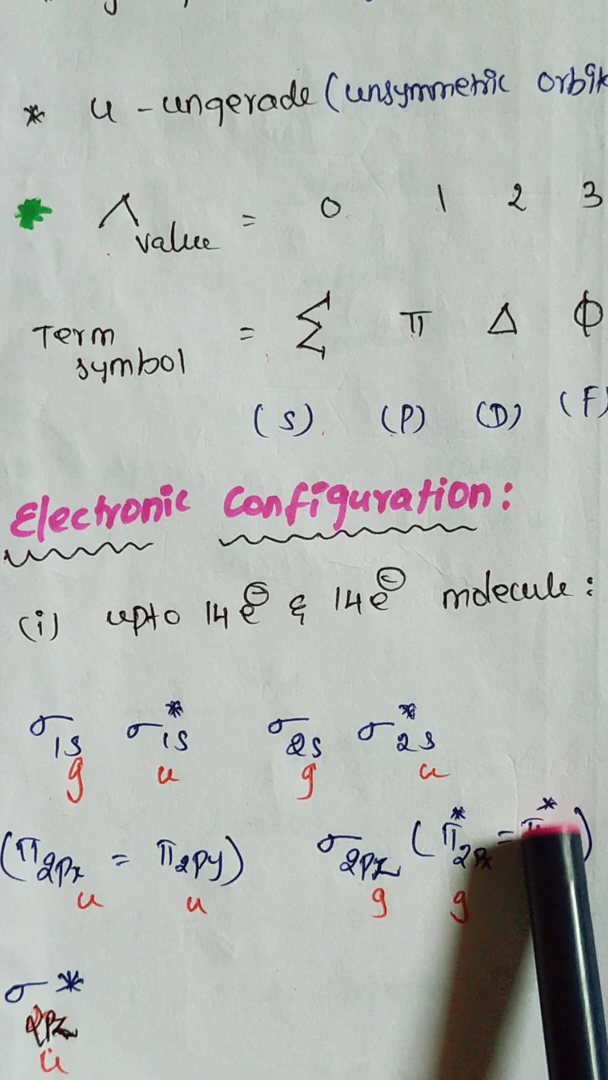 * u - ungerade (unsymmetric
Λ value = 0 1 2 3
Term symbol = Σ π Δ Φ
(S) (P) (D) (F)
Electronic Configuration:
(i) upto 14e⊖ & 14e⊖ molecule:
σ1s g σ*1s u σ2s g σ*2s u
(π2px u = π2py u) σ2pz g (π*2px g = π* )
σ*2pz u